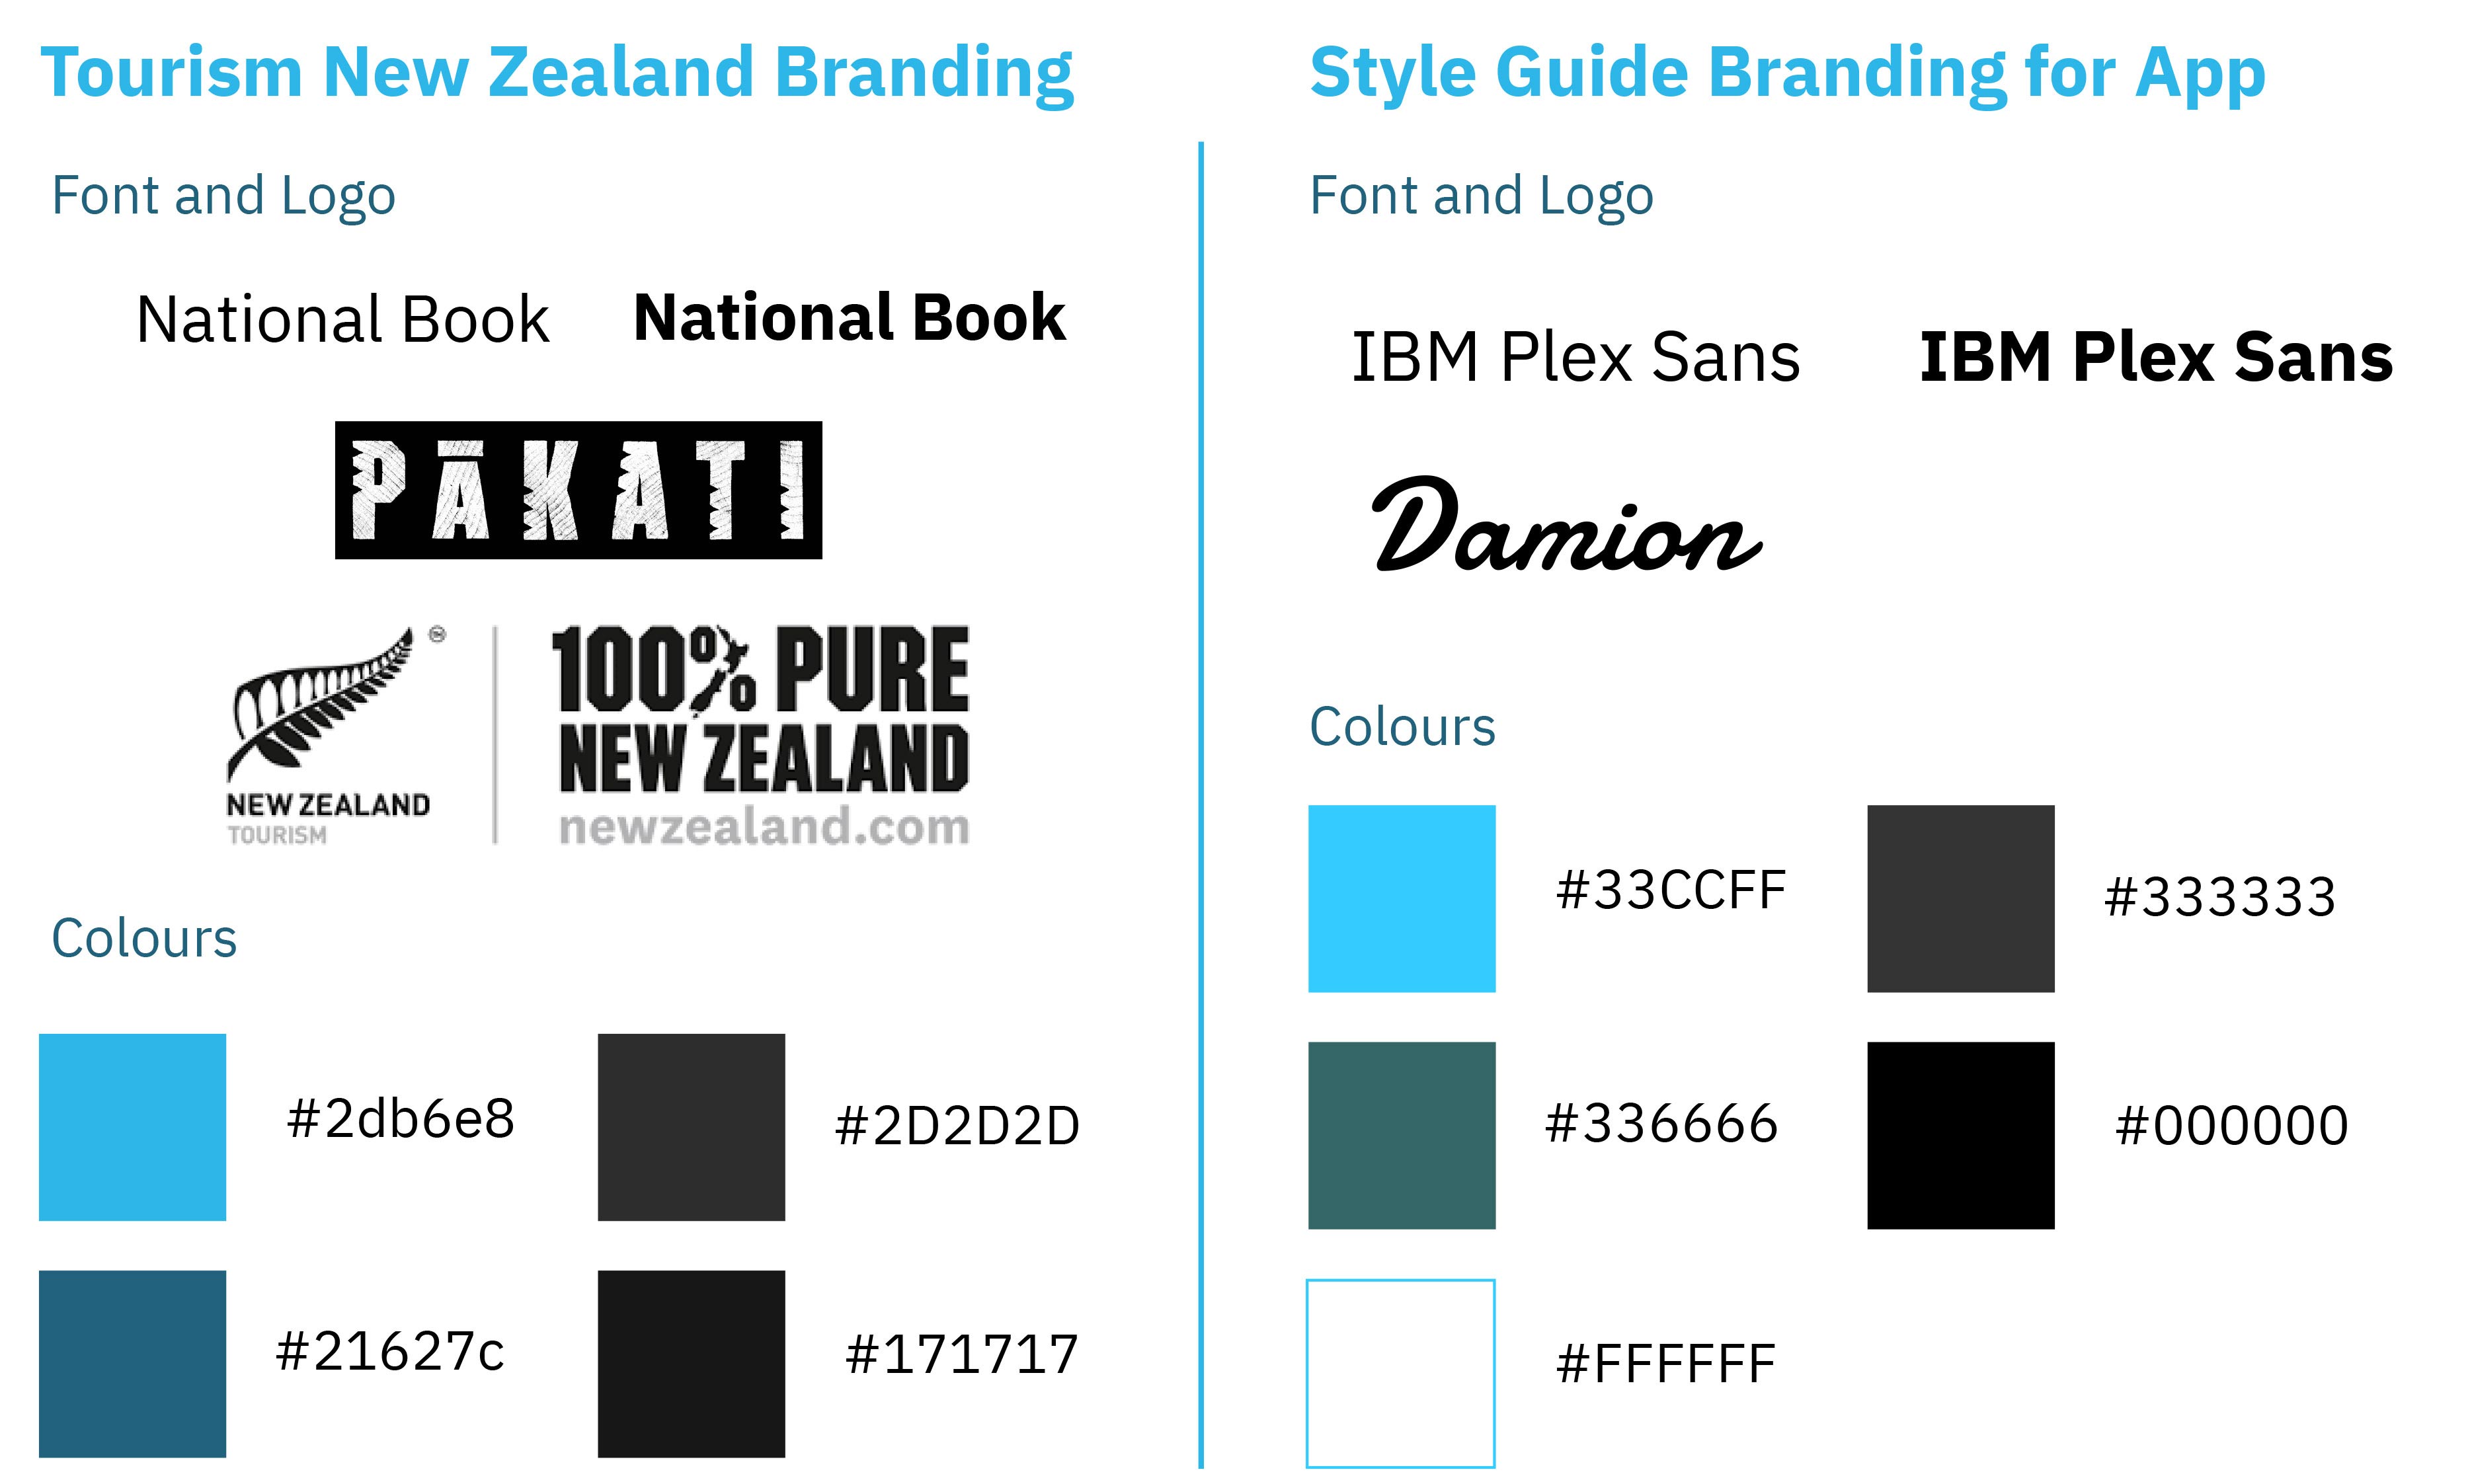 Tourism New Zealand Branding
Font and Logo
National Book National Book
PĀKATI
NEW ZEALAND
TOURISM
100% PURE
NEW ZEALAND
newzealand.com
Colours
#2db6e8 #2D2D2D
#21627c #171717
Style Guide Branding for App
Font and Logo
IBM Plex Sans IBM Plex Sans
Damion
Colours
#33CCFF #333333
#336666 #000000
#FFFFFF